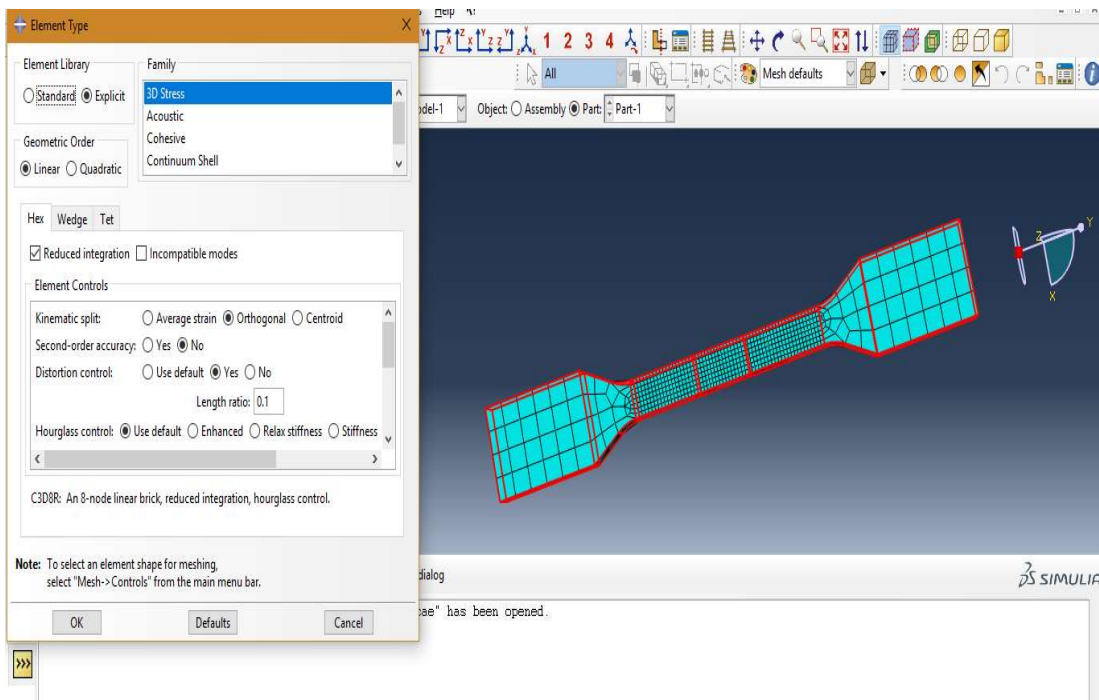 Element Type X
Help
Element Library
Standard Explicit
Family
3D Stress
Acoustic
Cohesive
Continuum Shell
Geometric Order
Linear Quadratic
Hex Wedge Tet
Reduced integration Incompatible modes
Element Controls
Kinematic split: Average strain Orthogonal Centroid
Second-order accuracy: Yes No
Distortion control: Use default Yes No
Length ratio: 0.1
Hourglass control: Use default Enhanced Relax stiffness Stiffness
C3D8R: An 8-node linear brick, reduced integration, hourglass control.
Note: To select an element shape for meshing,
select "Mesh->Controls" from the main menu bar.
OK Defaults Cancel
1 2 3 4
All Mesh defaults
odel-1 Object: Assembly Part: Part-1
Y
Z
X
dialog
SIMULIA
cae" has been opened.
>>>